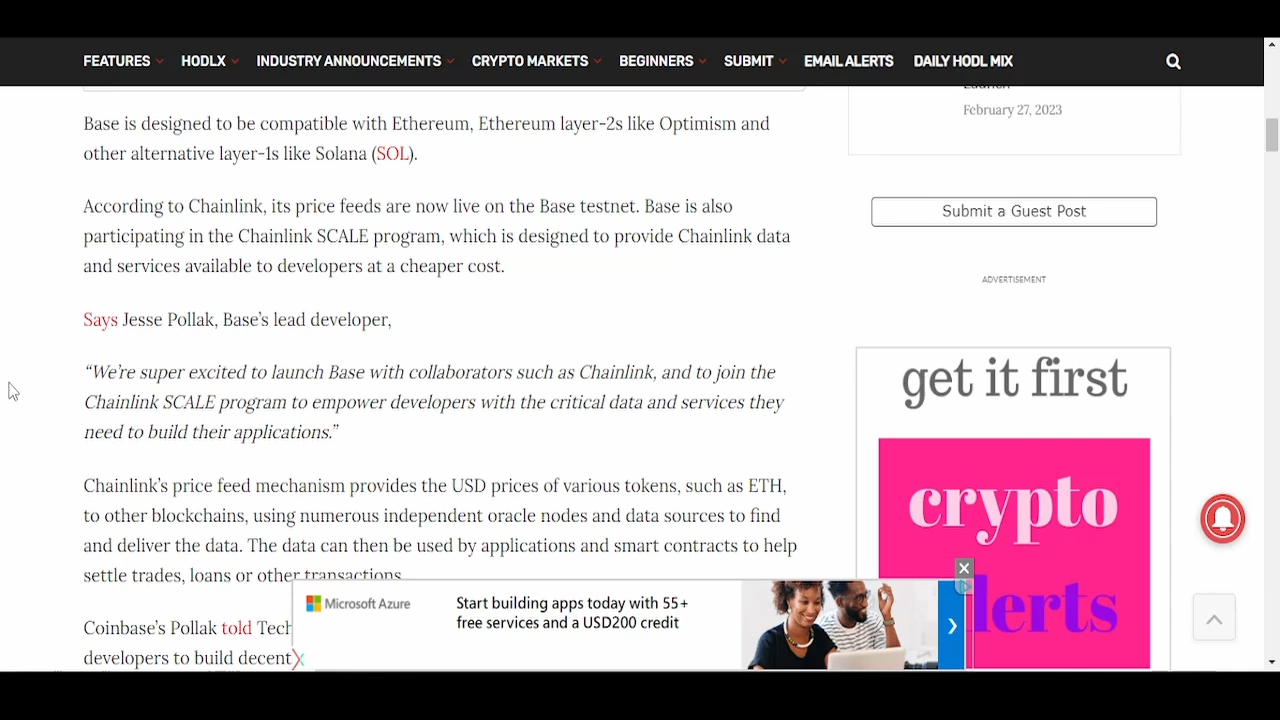 FEATURES HODLX INDUSTRY ANNOUNCEMENTS CRYPTO MARKETS BEGINNERS SUBMIT EMAIL ALERTS DAILY HODL MIX
Base is designed to be compatible with Ethereum, Ethereum layer-2s like Optimism and
other alternative layer-1s like Solana (SOL).
According to Chainlink, its price feeds are now live on the Base testnet. Base is also
participating in the Chainlink SCALE program, which is designed to provide Chainlink data
and services available to developers at a cheaper cost.
Says Jesse Pollak, Base’s lead developer,
“We’re super excited to launch Base with collaborators such as Chainlink, and to join the
Chainlink SCALE program to empower developers with the critical data and services they
need to build their applications.”
Chainlink’s price feed mechanism provides the USD prices of various tokens, such as ETH,
to other blockchains, using numerous independent oracle nodes and data sources to find
and deliver the data. The data can then be used by applications and smart contracts to help
settle trades, loans or other transactions
Coinbase’s Pollak told Tech
developers to build decent
Launch
February 27, 2023
Submit a Guest Post
ADVERTISEMENT
get it first
crypto
lerts
Microsoft Azure
Start building apps today with 55+
free services and a USD200 credit